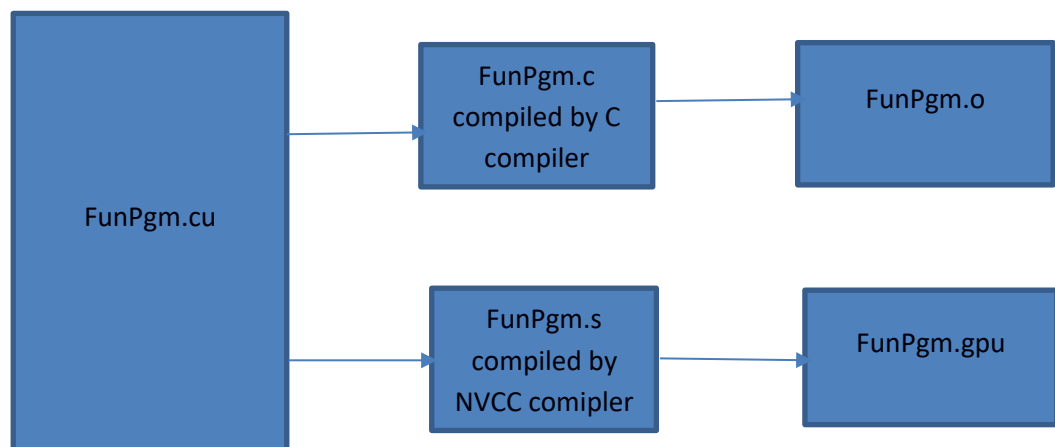 FunPgm.cu
FunPgm.c
compiled by C
compiler
FunPgm.o
FunPgm.s
compiled by
NVCC comipler
FunPgm.gpu